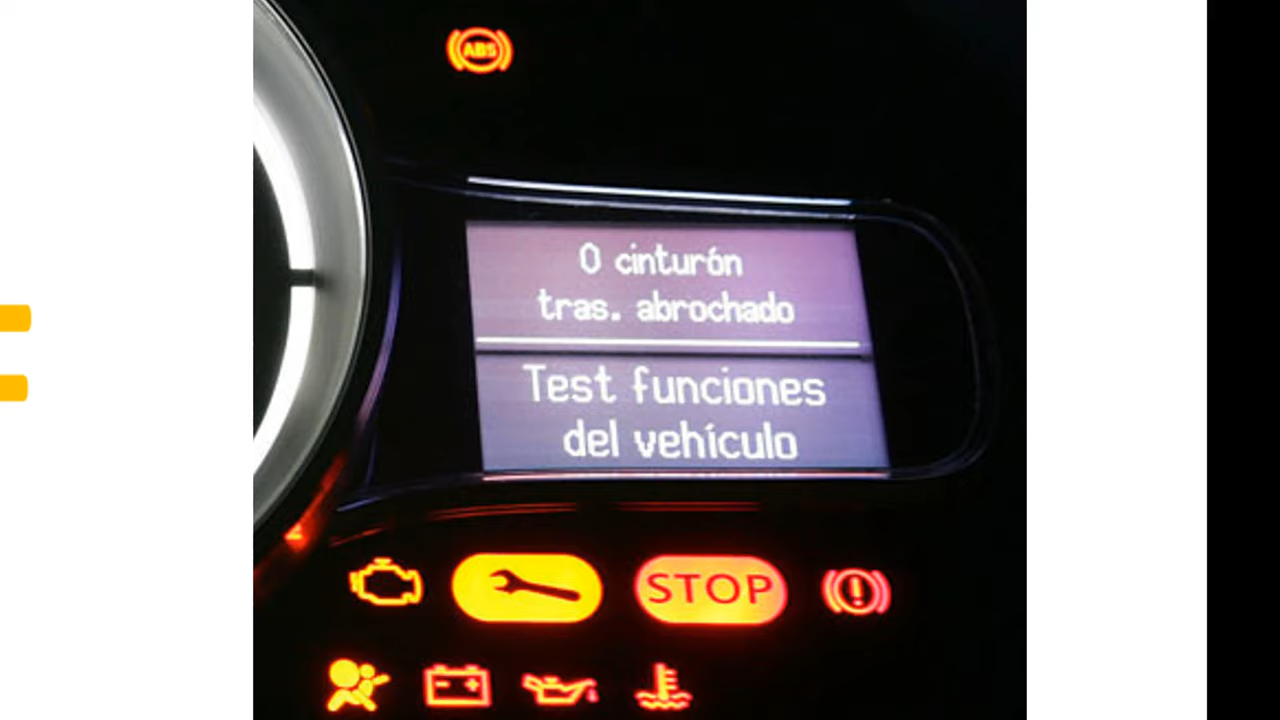 ABS
0 cinturón
tras. abrochado
Test funciones
del vehículo
STOP